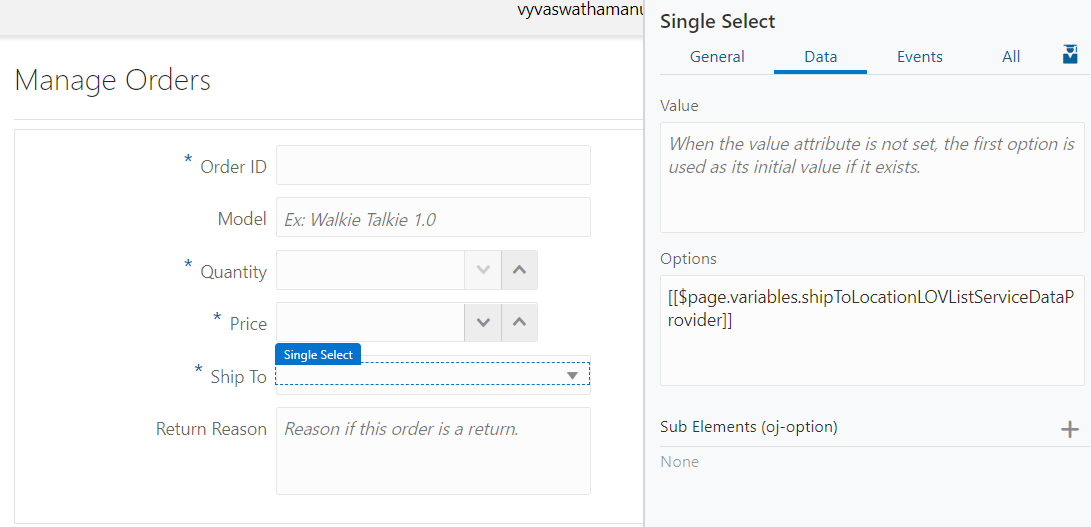 vyvaswathamanu
Manage Orders
* Order ID
Model Ex: Walkie Talkie 1.0
* Quantity
* Price
Single Select
* Ship To
Return Reason Reason if this order is a return.
Single Select
General Data Events All
Value
When the value attribute is not set, the first option is
used as its initial value if it exists.
Options
[[$page.variables.shipToLocationLOVListServiceDataP
rovider]]
Sub Elements (oj-option)
None